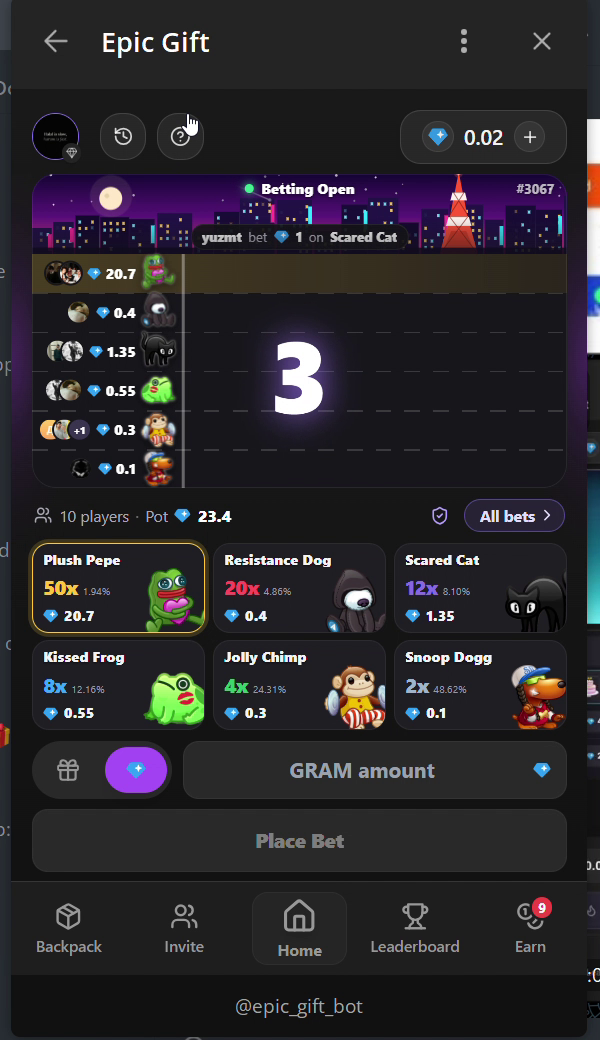 Epic Gift
0.02
Betting Open
#3067
yuzmt bet 1 on Scared Cat
20.7
0.4
1.35
0.55
+1 0.3
0.1
3
10 players · Pot 23.4
All bets
Plush Pepe
50x 1.94%
20.7
Resistance Dog
20x 4.86%
0.4
Scared Cat
12x 8.10%
1.35
Kissed Frog
8x 12.16%
0.55
Jolly Chimp
4x 24.31%
0.3
Snoop Dogg
2x 48.62%
0.1
GRAM amount
Place Bet
Backpack
Invite
Home
Leaderboard
9
Earn
@epic_gift_bot